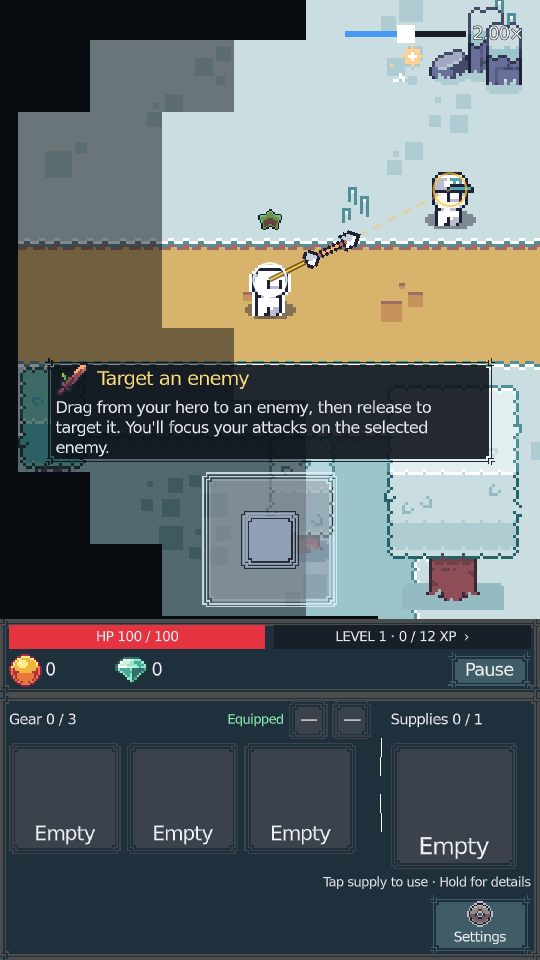 2.00×
Target an enemy
Drag from your hero to an enemy, then release to
target it. You'll focus your attacks on the selected
enemy.
HP 100 / 100
LEVEL 1 · 0 / 12 XP ›
0
0
Pause
Gear 0 / 3
Equipped
—
—
Supplies 0 / 1
Empty
Empty
Empty
Empty
Tap supply to use · Hold for details
Settings